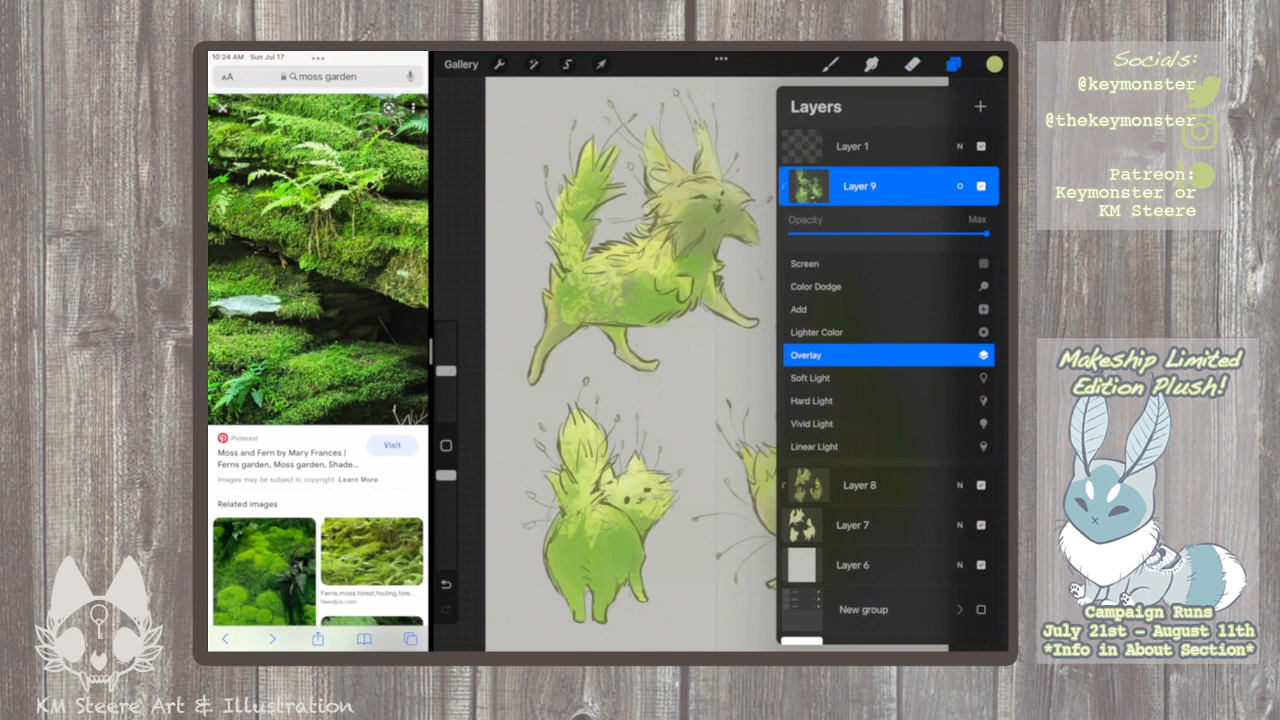 10:24 AM Sun Jul 17
AA
moss garden
Pinterest
Moss and Fern by Mary Frances |
Ferns garden, Moss garden, Shade...
Visit
Images may be subject to copyright. Learn More
Related images
Ferns,moss,forest,fouling,fore...
Needpix.com
Gallery
Layers
Layer 1 N
Layer 9 O
Opacity Max
Screen
Color Dodge
Add
Lighter Color
Overlay
Soft Light
Hard Light
Vivid Light
Linear Light
Layer 8 N
Layer 7 N
Layer 6 N
New group
Socials:
@keymonster
@thekeymonster
Patreon:
Keymonster or
KM Steere
Makeship Limited
Edition Plush!
Campaign Runs
July 21st - August 11th
*Info in About Section*
KM Steere Art & Illustration